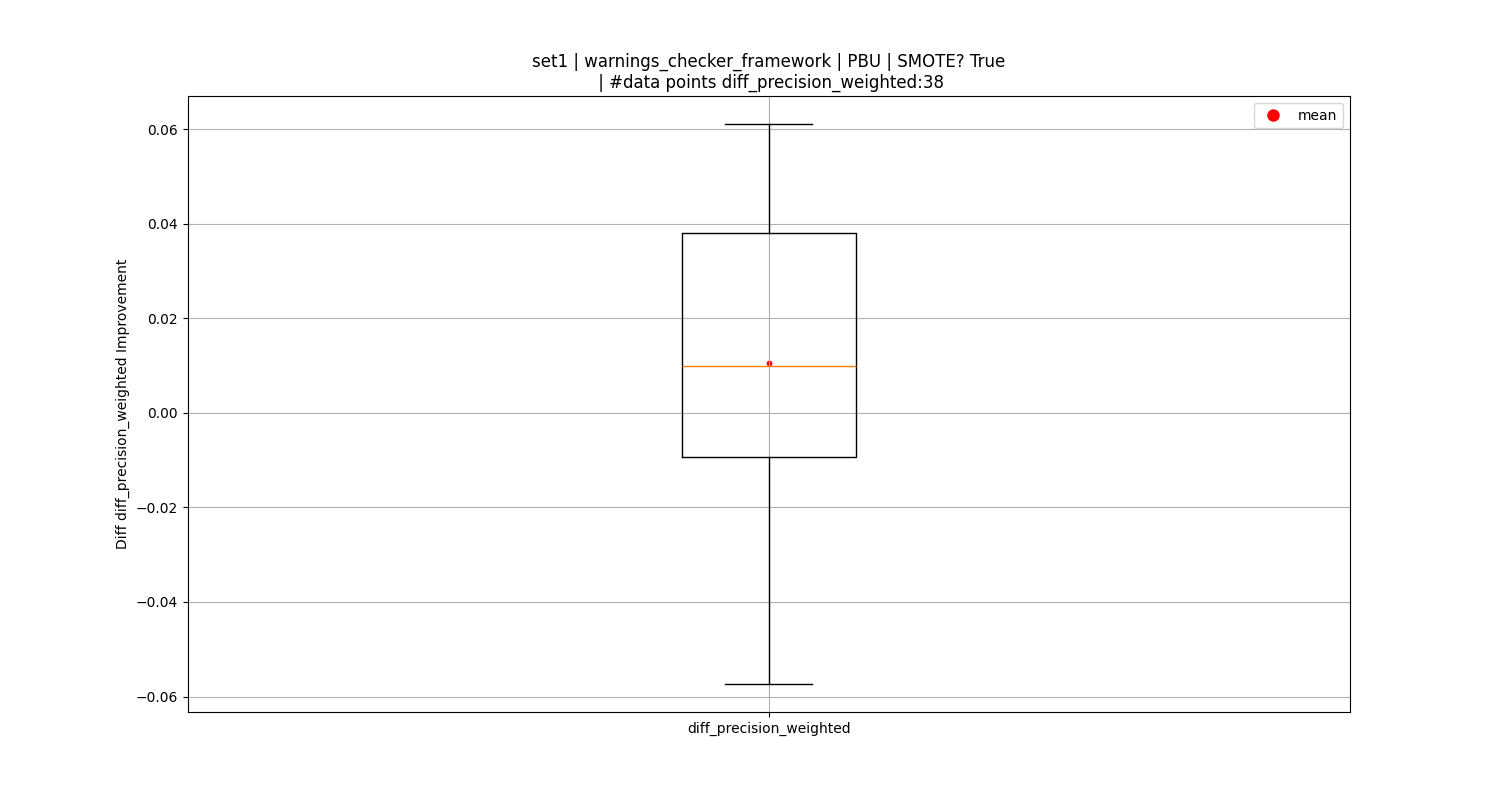 set1 | warnings_checker_framework | PBU | SMOTE? True
| #data points diff_precision_weighted:38
mean
0.06
0.04
0.02
0.00
−0.02
−0.04
−0.06
Diff diff_precision_weighted Improvement
diff_precision_weighted